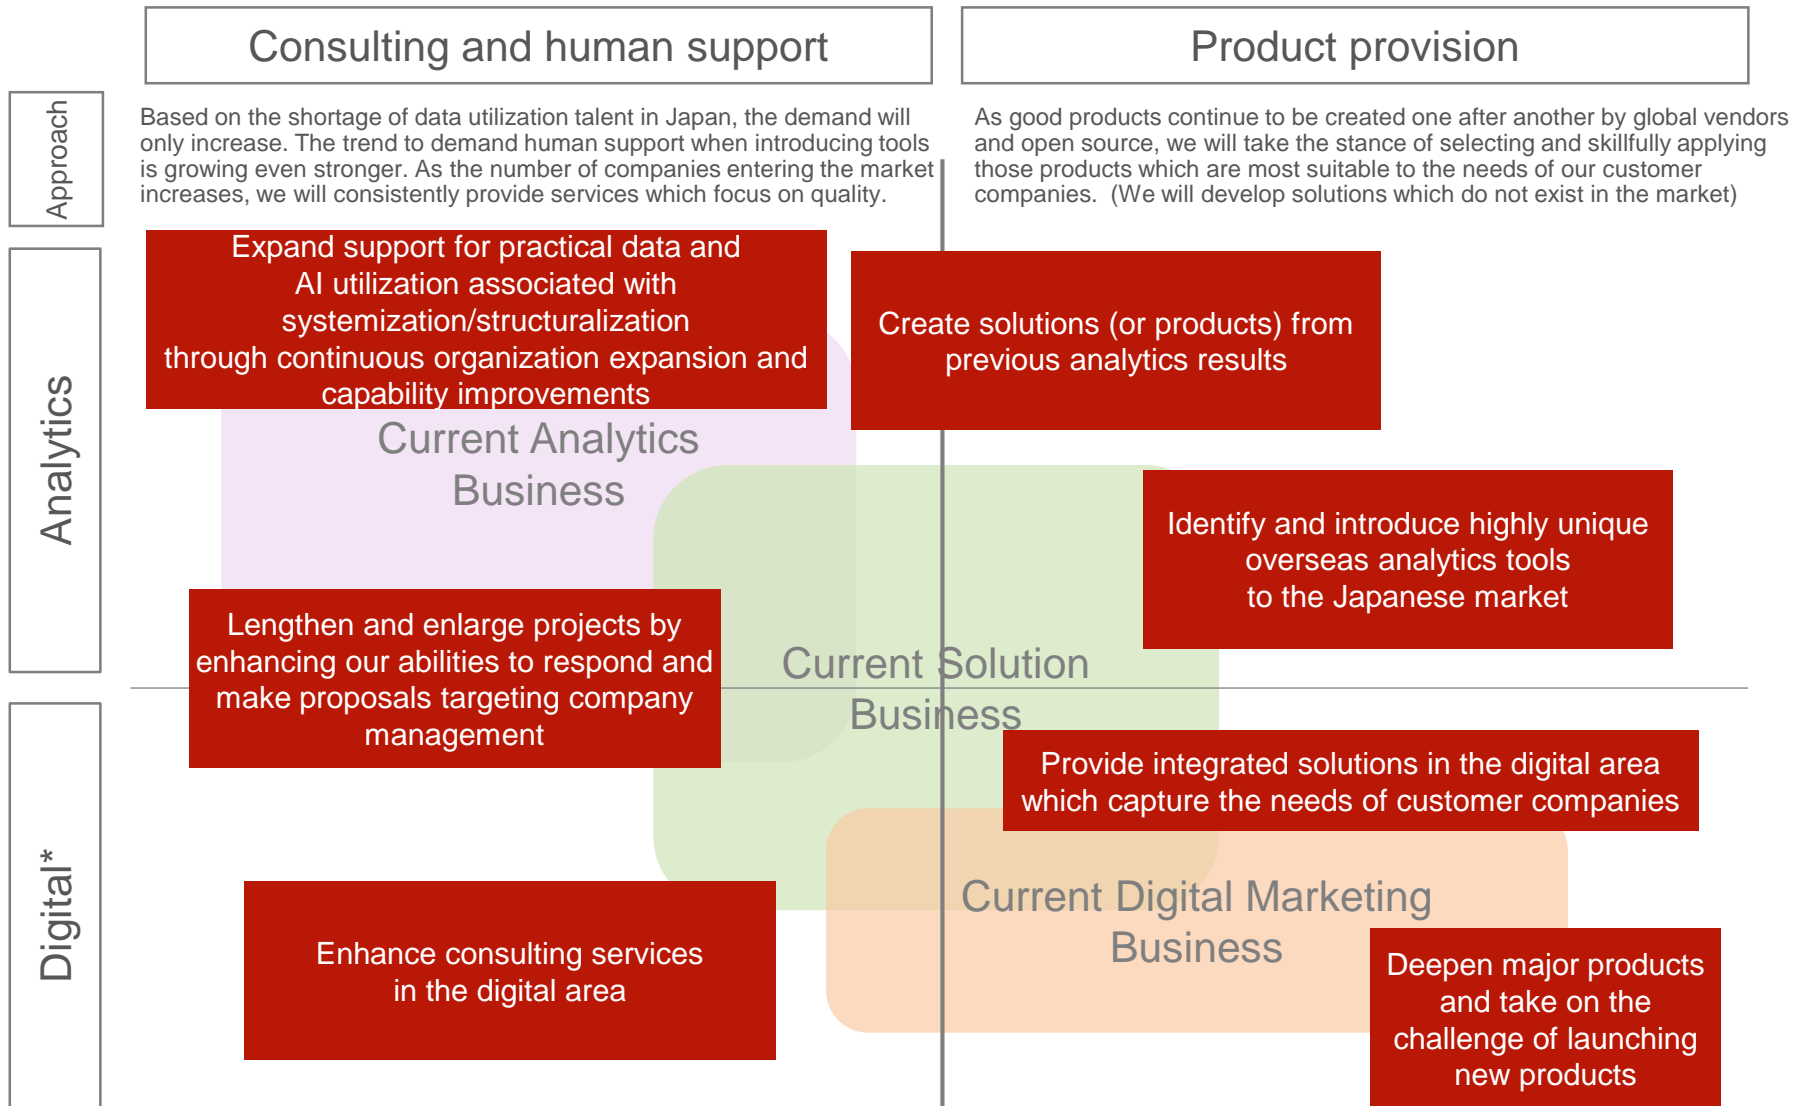 Consulting and human support
Product provision
Approach
Based on the shortage of data utilization talent in Japan, the demand will
only increase. The trend to demand human support when introducing tools
is growing even stronger. As the number of companies entering the market
increases, we will consistently provide services which focus on quality.
As good products continue to be created one after another by global vendors
and open source, we will take the stance of selecting and skillfully applying
those products which are most suitable to the needs of our customer
companies.  (We will develop solutions which do not exist in the market)
Analytics
Expand support for practical data and
AI utilization associated with
systemization/structuralization
through continuous organization expansion and
capability improvements
Create solutions (or products) from
previous analytics results
Current Analytics
Business
Identify and introduce highly unique
overseas analytics tools
to the Japanese market
Lengthen and enlarge projects by
enhancing our abilities to respond and
make proposals targeting company
management
Current Solution
Business
Digital*
Provide integrated solutions in the digital area
which capture the needs of customer companies
Current Digital Marketing
Business
Enhance consulting services
in the digital area
Deepen major products
and take on the
challenge of launching
new products